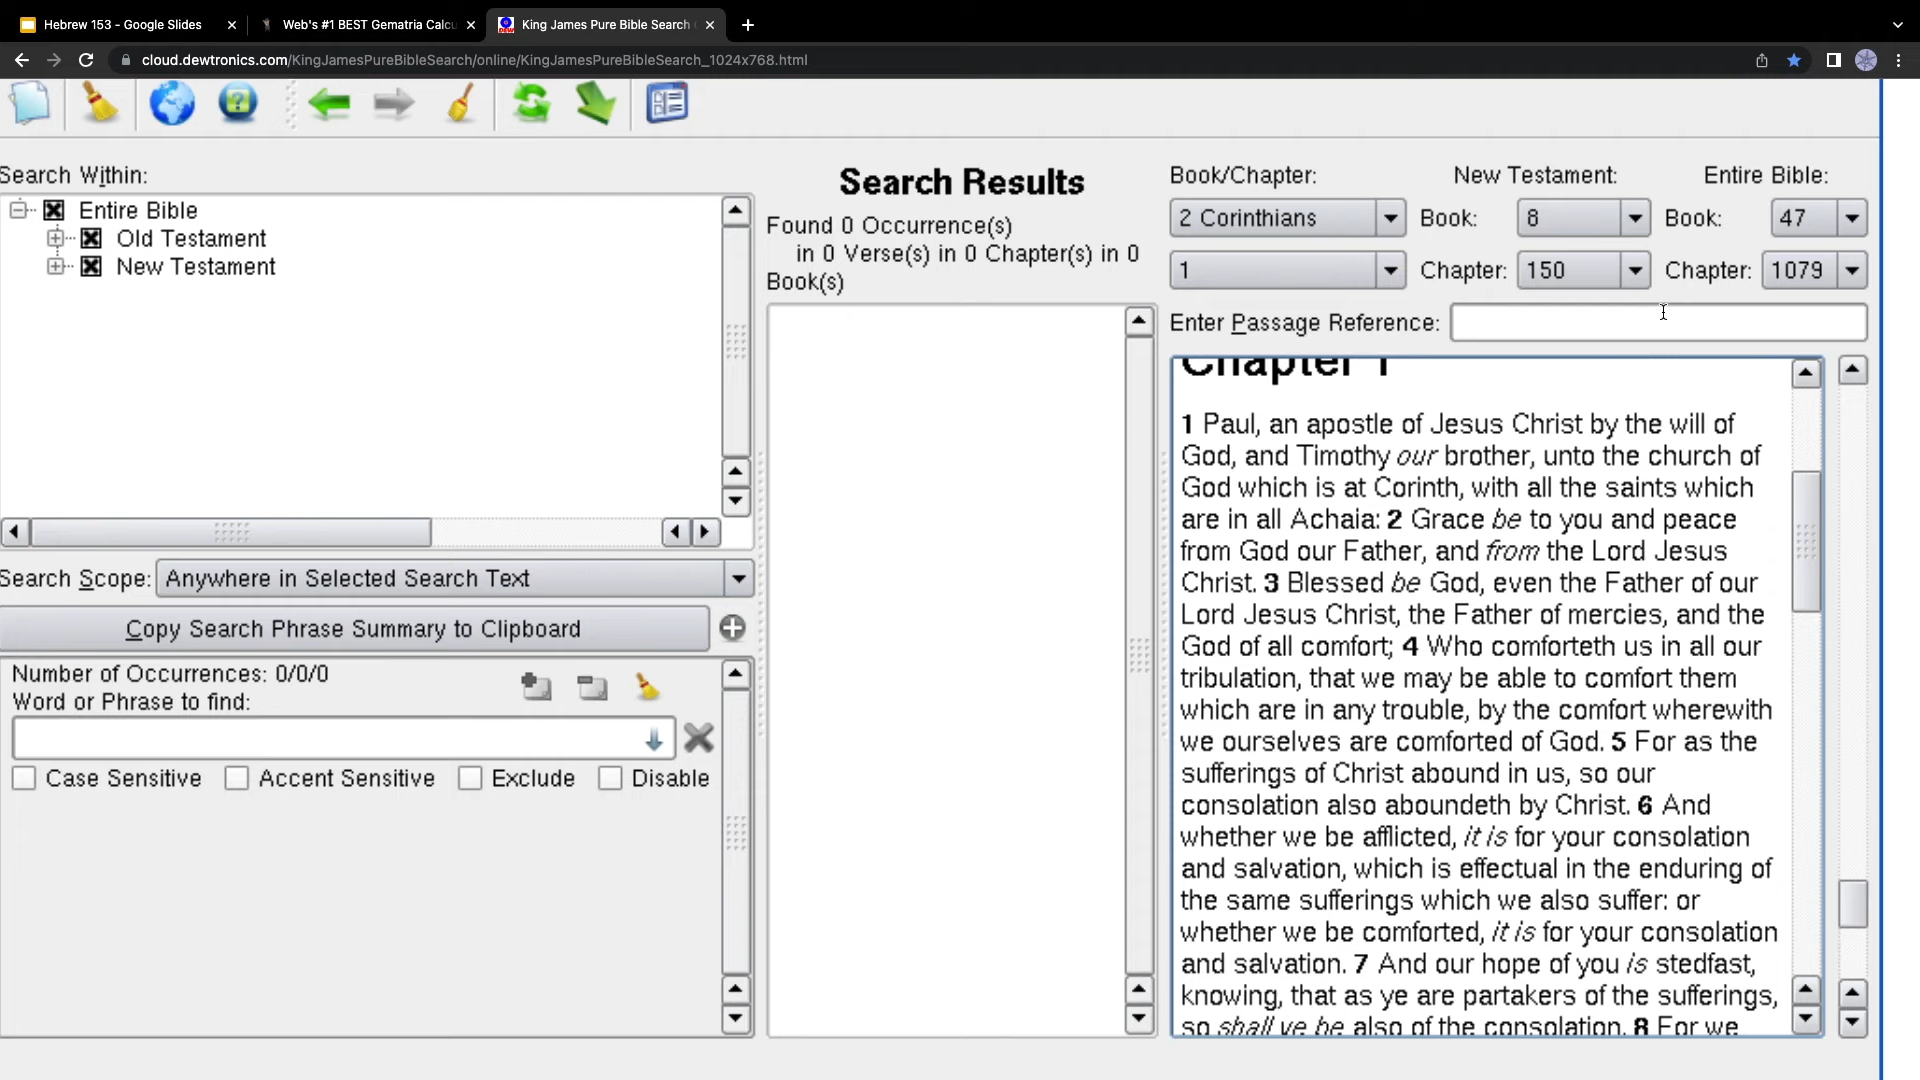 Hebrew 153 - Google Slides
Web's #1 BEST Gematria Calcu
King James Pure Bible Search
cloud.dewtronics.com/KingJamesPureBibleSearch/online/KingJamesPureBibleSearch_1024x768.html
Search Within:
Entire Bible
Old Testament
New Testament
Search Scope: Anywhere in Selected Search Text
Copy Search Phrase Summary to Clipboard
Number of Occurrences: 0/0/0
Word or Phrase to find:
Case Sensitive Accent Sensitive Exclude Disable
Search Results
Found 0 Occurrence(s)
in 0 Verse(s) in 0 Chapter(s) in 0
Book(s)
Book/Chapter: New Testament: Entire Bible:
2 Corinthians Book: 8 Book: 47
1 Chapter: 150 Chapter: 1079
Enter Passage Reference:
Chapter 1
1 Paul, an apostle of Jesus Christ by the will of
God, and Timothy our brother, unto the church of
God which is at Corinth, with all the saints which
are in all Achaia: 2 Grace be to you and peace
from God our Father, and from the Lord Jesus
Christ. 3 Blessed be God, even the Father of our
Lord Jesus Christ, the Father of mercies, and the
God of all comfort; 4 Who comforteth us in all our
tribulation, that we may be able to comfort them
which are in any trouble, by the comfort wherewith
we ourselves are comforted of God. 5 For as the
sufferings of Christ abound in us, so our
consolation also aboundeth by Christ. 6 And
whether we be afflicted, it is for your consolation
and salvation, which is effectual in the enduring of
the same sufferings which we also suffer: or
whether we be comforted, it is for your consolation
and salvation. 7 And our hope of you is stedfast,
knowing, that as ye are partakers of the sufferings,
so shall ye be also of the consolation. 8 For we